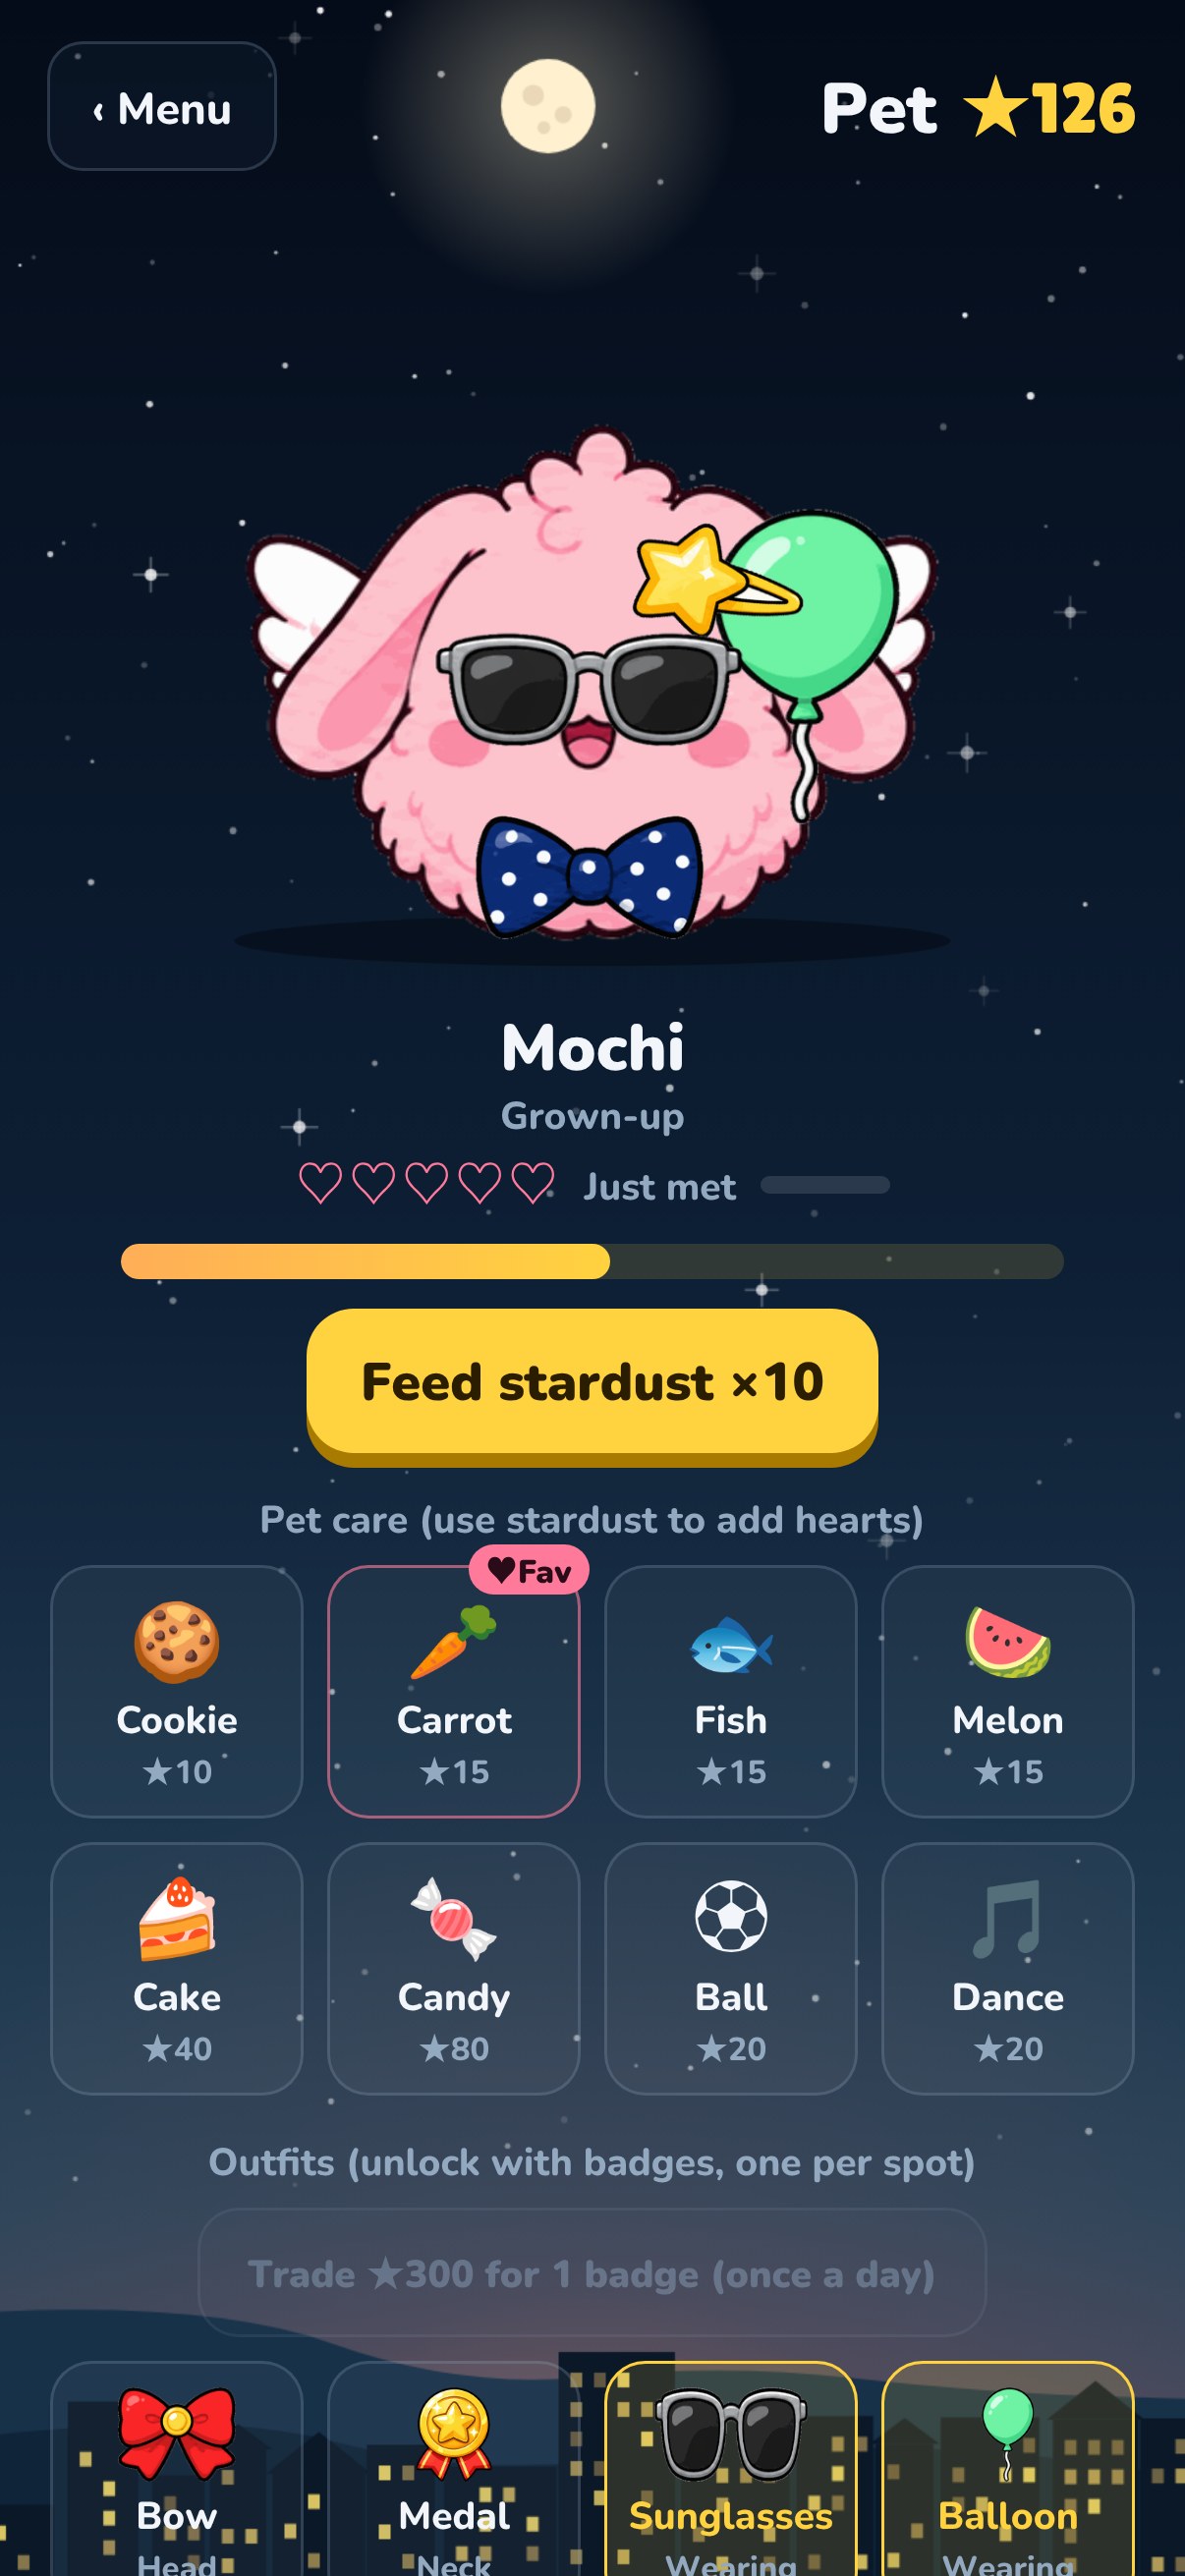 ‹ Menu
Pet ★126
Mochi
Grown-up
♡♡♡♡♡ Just met
Feed stardust ×10
Pet care (use stardust to add hearts)
♥Fav
Cookie Carrot Fish Melon
★10 ★15 ★15 ★15
Cake Candy Ball Dance
★40 ★80 ★20 ★20
Outfits (unlock with badges, one per spot)
Trade ★300 for 1 badge (once a day)
Bow Medal Sunglasses Balloon
Head Neck Wearing Wearing